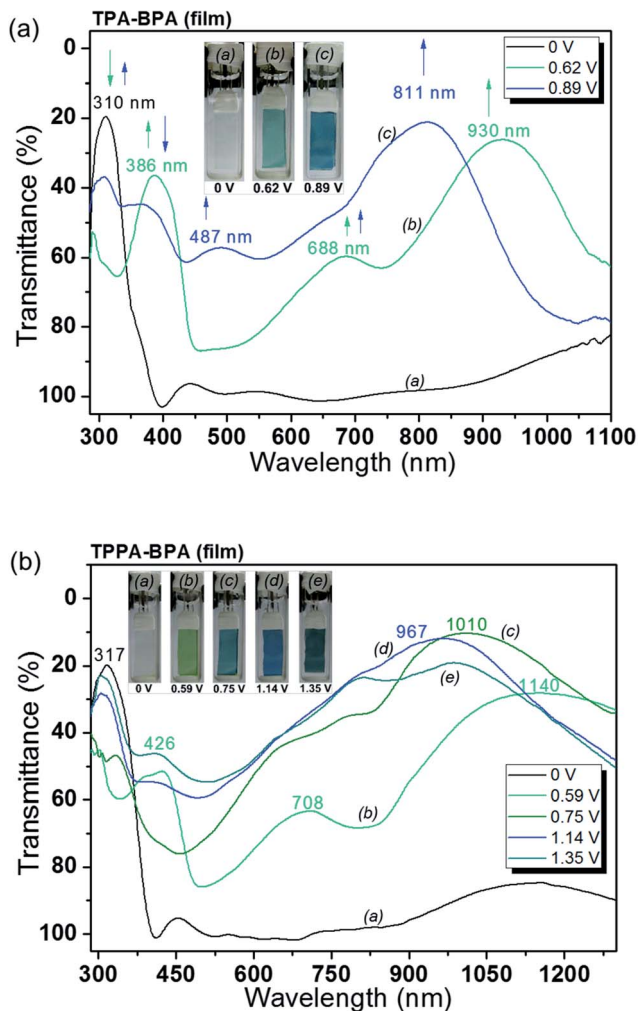 (a)
TPA-BPA (film)
0 V
0.62 V
0.89 V
310 nm
386 nm
487 nm
688 nm
811 nm
930 nm
(a) (b) (c)
0 V 0.62 V 0.89 V
(c)
(b)
(a)
0
20
40
60
80
100
Transmittance (%)
300 400 500 600 700 800 900 1000 1100
Wavelength (nm)
(b)
TPPA-BPA (film)
(a) (b) (c) (d) (e)
0 V 0.59 V 0.75 V 1.14 V 1.35 V
317
426
708
967
1010
1140
(d)
(c)
(e)
(b)
(a)
0 V
0.59 V
0.75 V
1.14 V
1.35 V
0
20
40
60
80
100
Transmittance (%)
300 450 600 750 900 1050 1200
Wavelength (nm)